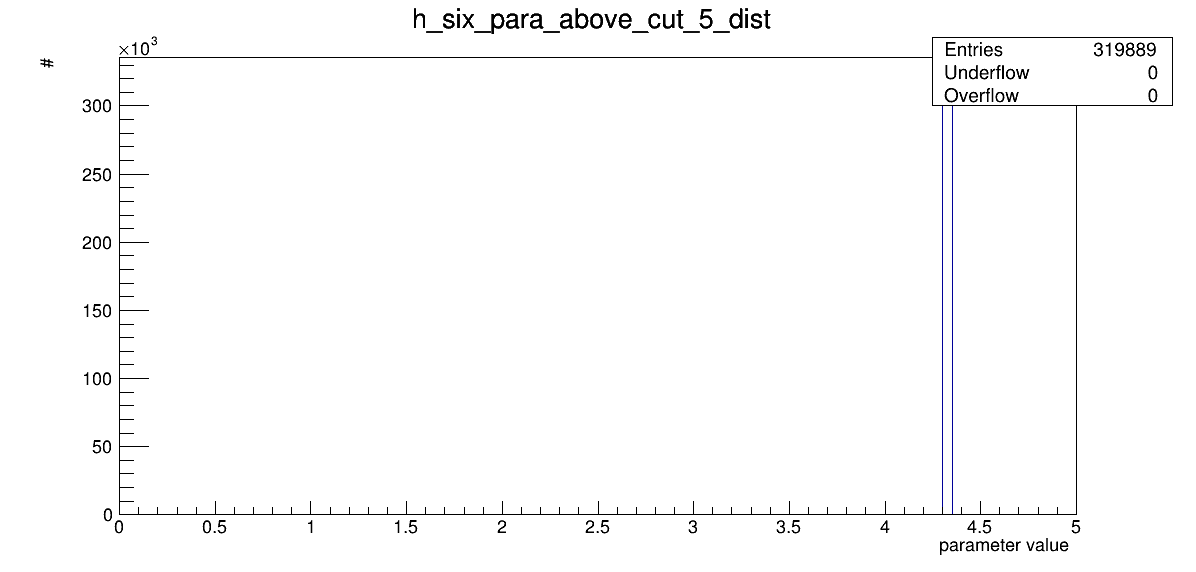 h_six_para_above_cut_5_dist
×10³
#
Entries 319889
Underflow 0
Overflow 0
300
250
200
150
100
50
0
0 0.5 1 1.5 2 2.5 3 3.5 4 4.5 5
parameter value